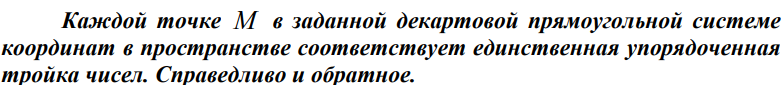 Каждой точке M в заданной декартовой прямоугольной системе
координат в пространстве соответствует единственная упорядоченная
тройка чисел. Справедливо и обратное.